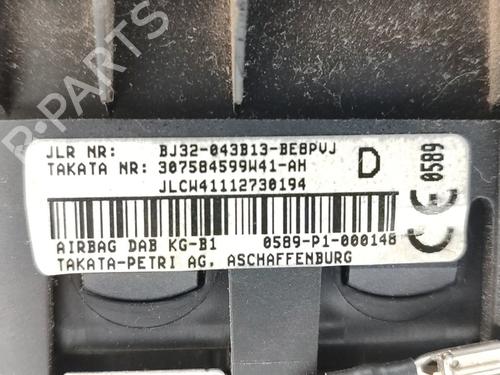 B-PARTS
JLR NR: BJ32-043B13-BE8PVJ
TAKATA NR: 307584599W41-AH D
JLCW41112730194
AIRBAG DAB KG-B1 0589-P1-000148
TAKATA-PETRI AG, ASCHAFFENBURG
CE 0589